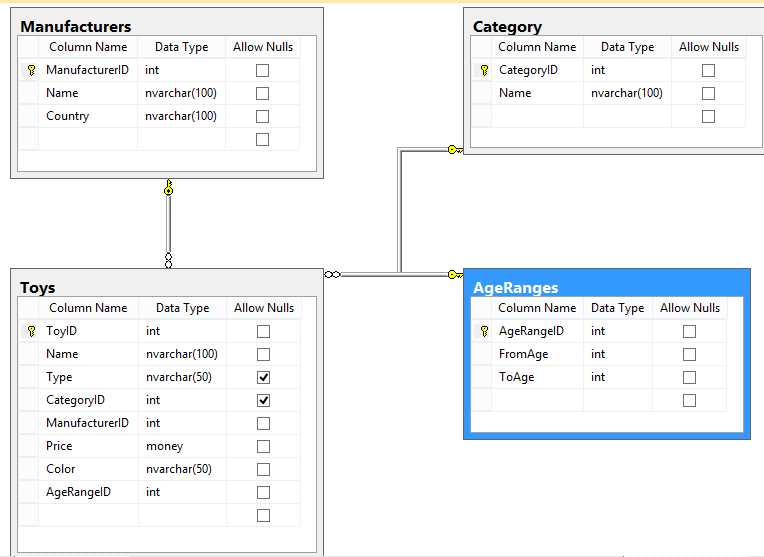 Manufacturers
Column Name Data Type Allow Nulls
ManufacturerID int
Name nvarchar(100)
Country nvarchar(100)
Category
Column Name Data Type Allow Nulls
CategoryID int
Name nvarchar(100)
Toys
Column Name Data Type Allow Nulls
ToyID int
Name nvarchar(100)
Type nvarchar(50)
CategoryID int
ManufacturerID int
Price money
Color nvarchar(50)
AgeRangeID int
AgeRanges
Column Name Data Type Allow Nulls
AgeRangeID int
FromAge int
ToAge int